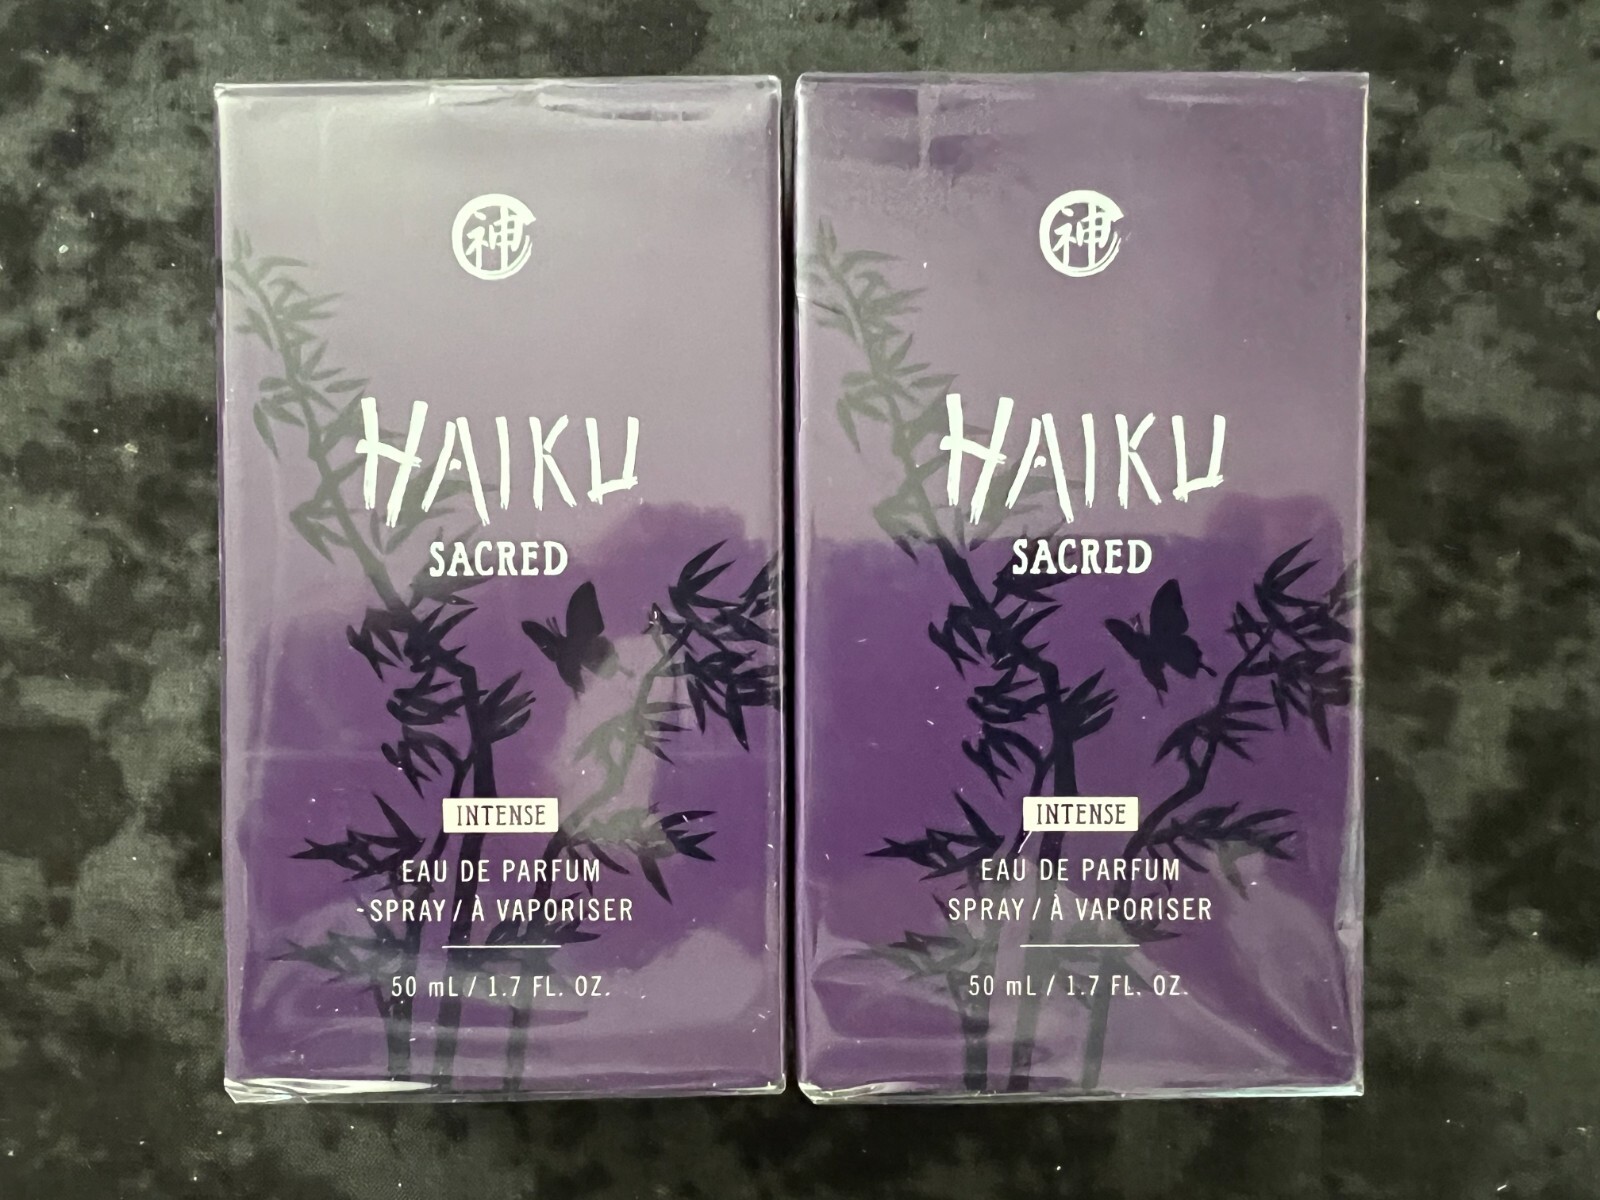 神
HAIKU
SACRED
INTENSE
EAU DE PARFUM
SPRAY / À VAPORISER
50 mL / 1.7 FL. OZ.
神
HAIKU
SACRED
INTENSE
EAU DE PARFUM
SPRAY / À VAPORISER
50 mL / 1.7 FL. OZ.